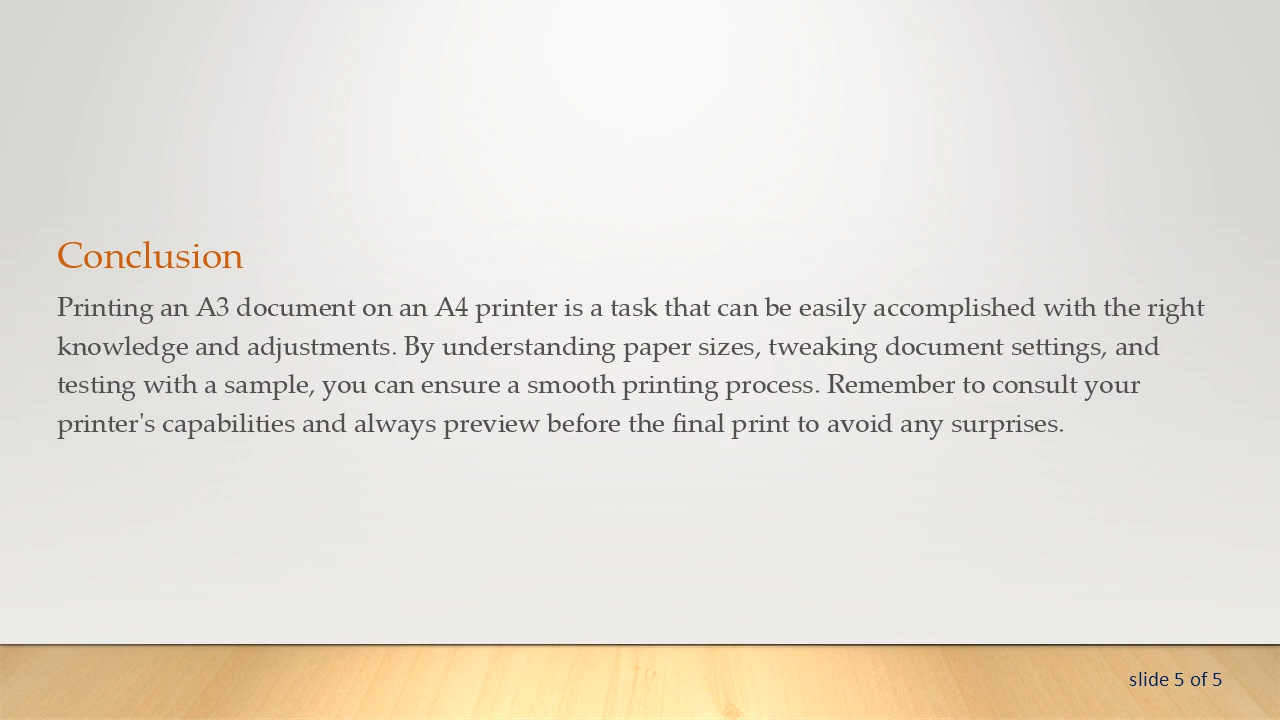 Conclusion
Printing an A3 document on an A4 printer is a task that can be easily accomplished with the right
knowledge and adjustments. By understanding paper sizes, tweaking document settings, and
testing with a sample, you can ensure a smooth printing process. Remember to consult your
printer's capabilities and always preview before the final print to avoid any surprises.
slide 5 of 5